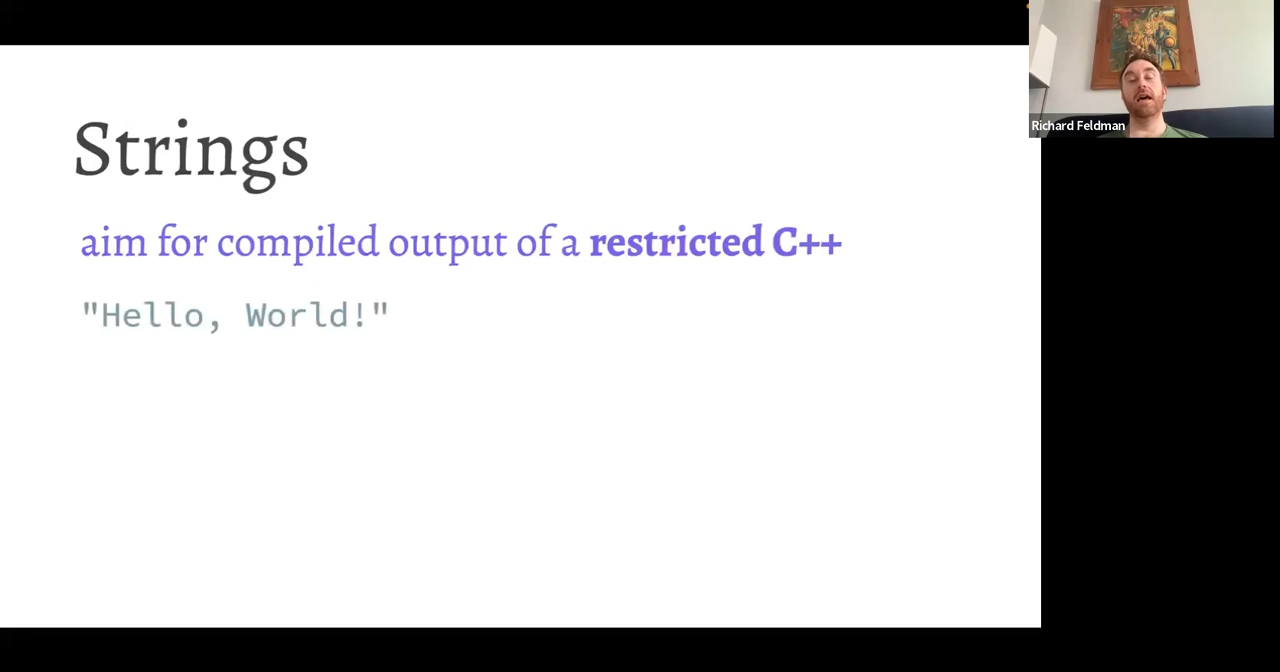 Strings
aim for compiled output of a restricted C++
"Hello, World!"
Richard Feldman